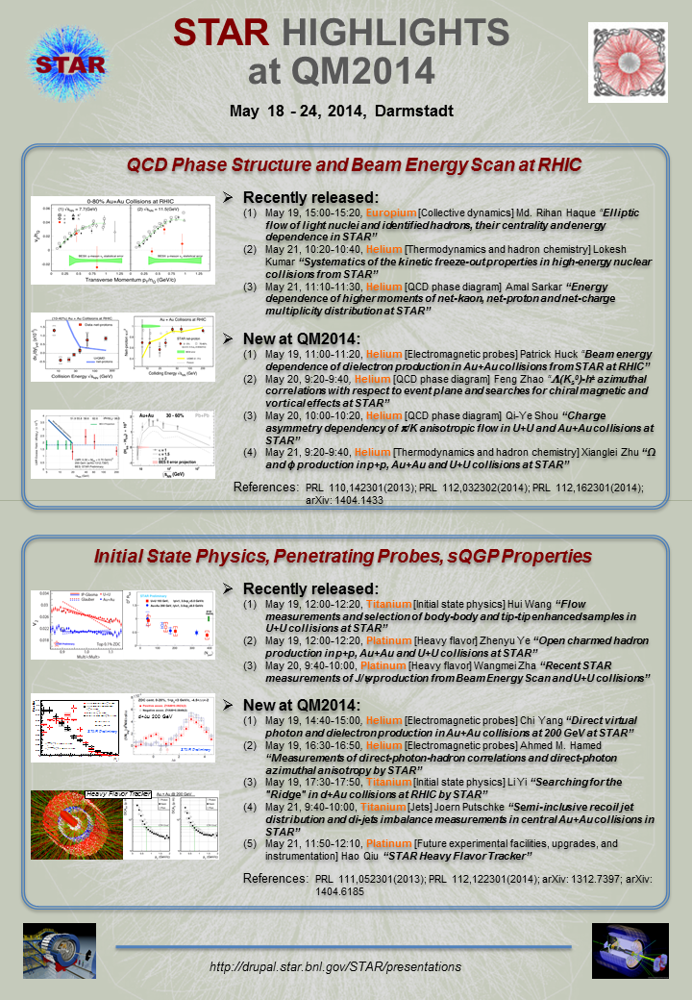 STAR
STAR HIGHLIGHTS
at QM2014
May 18 - 24, 2014, Darmstadt
QCD Phase Structure and Beam Energy Scan at RHIC
0-80% Au+Au Collisions at RHIC
Transverse Momentum
(10-40%) Au + Au Collisions at RHIC
Au + Au Collisions at RHIC
Collision Energy
Colliding Energy
Au+Au 30 - 60% Pb+Pb
BES II error projection
➢ Recently released:
(1) May 19, 15:00-15:20, Europium [Collective dynamics] Md. Rihan Haque “Elliptic
flow of light nuclei and identified hadrons, their centrality and energy
dependence in STAR”
(2) May 21, 10:20-10:40, Helium [Thermodynamics and hadron chemistry] Lokesh
Kumar “Systematics of the kinetic freeze-out properties in high-energy nuclear
collisions from STAR”
(3) May 21, 11:10-11:30, Helium [QCD phase diagram] Amal Sarkar “Energy
dependence of higher moments of net-kaon, net-proton and net-charge
multiplicity distribution at STAR”
➢ New at QM2014:
(1) May 19, 11:00-11:20, Helium [Electromagnetic probes] Patrick Huck “Beam energy
dependence of dielectron production in Au+Au collisions from STAR at RHIC”
(2) May 20, 9:20-9:40, Helium [QCD phase diagram] Feng Zhao “Λ(Ks⁰)-h± azimuthal
correlations with respect to event plane and searches for chiral magnetic and
vortical effects at STAR”
(3) May 20, 10:00-10:20, Helium [QCD phase diagram] Qi-Ye Shou “Charge
asymmetry dependency of π/K anisotropic flow in U+U and Au+Au collisions at
STAR”
(4) May 21, 9:20-9:40, Helium [Thermodynamics and hadron chemistry] Xianglei Zhu “Ω
and ϕ production in p+p, Au+Au and U+U collisions at STAR”
References: PRL 110,142301(2013); PRL 112,032302(2014); PRL 112,162301(2014);
arXiv: 1404.1433
Initial State Physics, Penetrating Probes, sQGP Properties
d+Au 200 GeV
STAR Preliminary
Heavy Flavor Tracker
➢ Recently released:
(1) May 19, 12:00-12:20, Titanium [Initial state physics] Hui Wang “Flow
measurements and selection of body-body and tip-tip enhanced samples in
U+U collisions at STAR”
(2) May 19, 12:00-12:20, Platinum [Heavy flavor] Zhenyu Ye “Open charmed hadron
production in p+p, Au+Au and U+U collisions at STAR”
(3) May 20, 9:40-10:00, Platinum [Heavy flavor] Wangmei Zha “Recent STAR
measurements of J/ψ production from Beam Energy Scan and U+U collisions”
➢ New at QM2014:
(1) May 19, 14:40-15:00, Helium [Electromagnetic probes] Chi Yang “Direct virtual
photon and dielectron production in Au+Au collisions at 200 GeV at STAR”
(2) May 19, 16:30-16:50, Helium [Electromagnetic probes] Ahmed M. Hamed
“Measurements of direct-photon-hadron correlations and direct-photon
azimuthal anisotropy by STAR”
(3) May 19, 17:30-17:50, Titanium [Initial state physics] Li Yi “Searching for the
"Ridge" in d+Au collisions at RHIC by STAR”
(4) May 21, 9:40-10:00, Titanium [Jets] Joern Putschke “Semi-inclusive recoil jet
distribution and di-jets imbalance measurements in central Au+Au collisions in
STAR”
(5) May 21, 11:50-12:10, Platinum [Future experimental facilities, upgrades, and
instrumentation] Hao Qiu “STAR Heavy Flavor Tracker”
References: PRL 111,052301(2013); PRL 112,122301(2014); arXiv: 1312.7397; arXiv:
1404.6185
http://drupal.star.bnl.gov/STAR/presentations